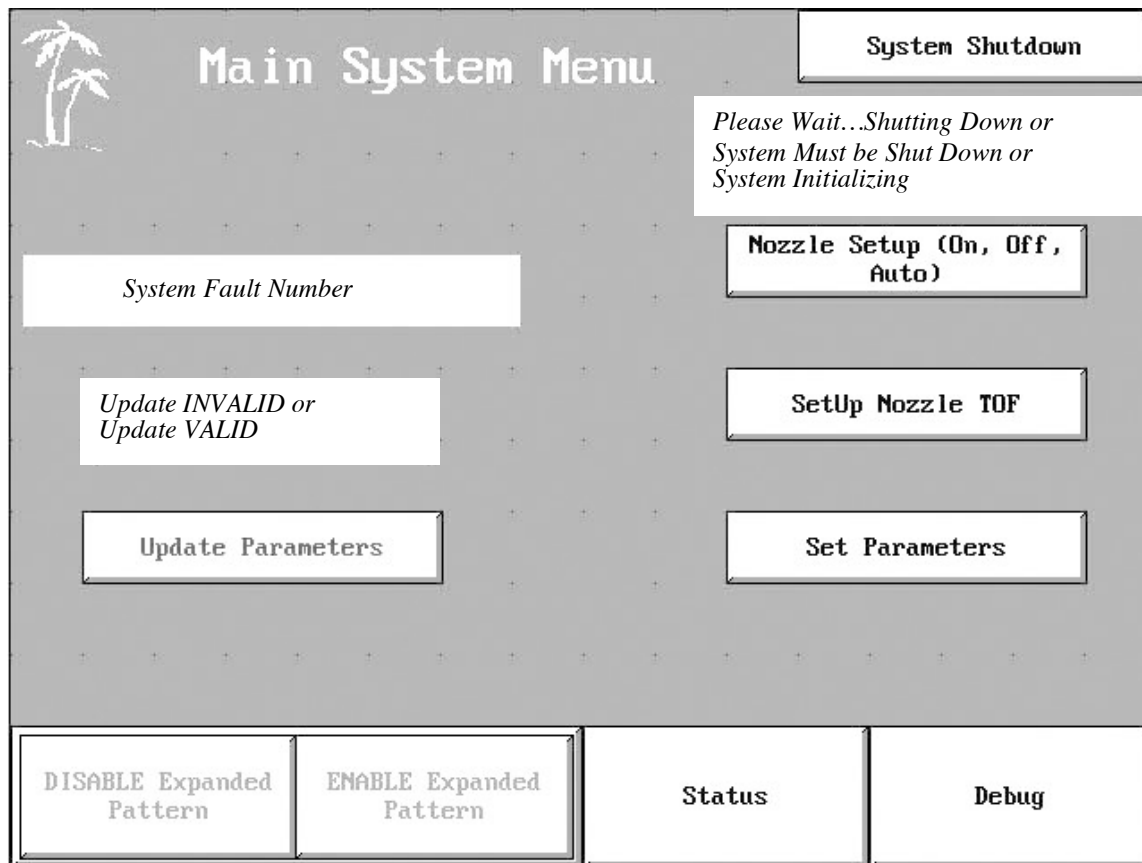 Main System Menu
System Shutdown
Please Wait…Shutting Down or
System Must be Shut Down or
System Initializing
Nozzle Setup (On, Off,
Auto)
System Fault Number
Update INVALID or
Update VALID
SetUp Nozzle TOF
Update Parameters
Set Parameters
DISABLE Expanded
Pattern
ENABLE Expanded
Pattern
Status
Debug